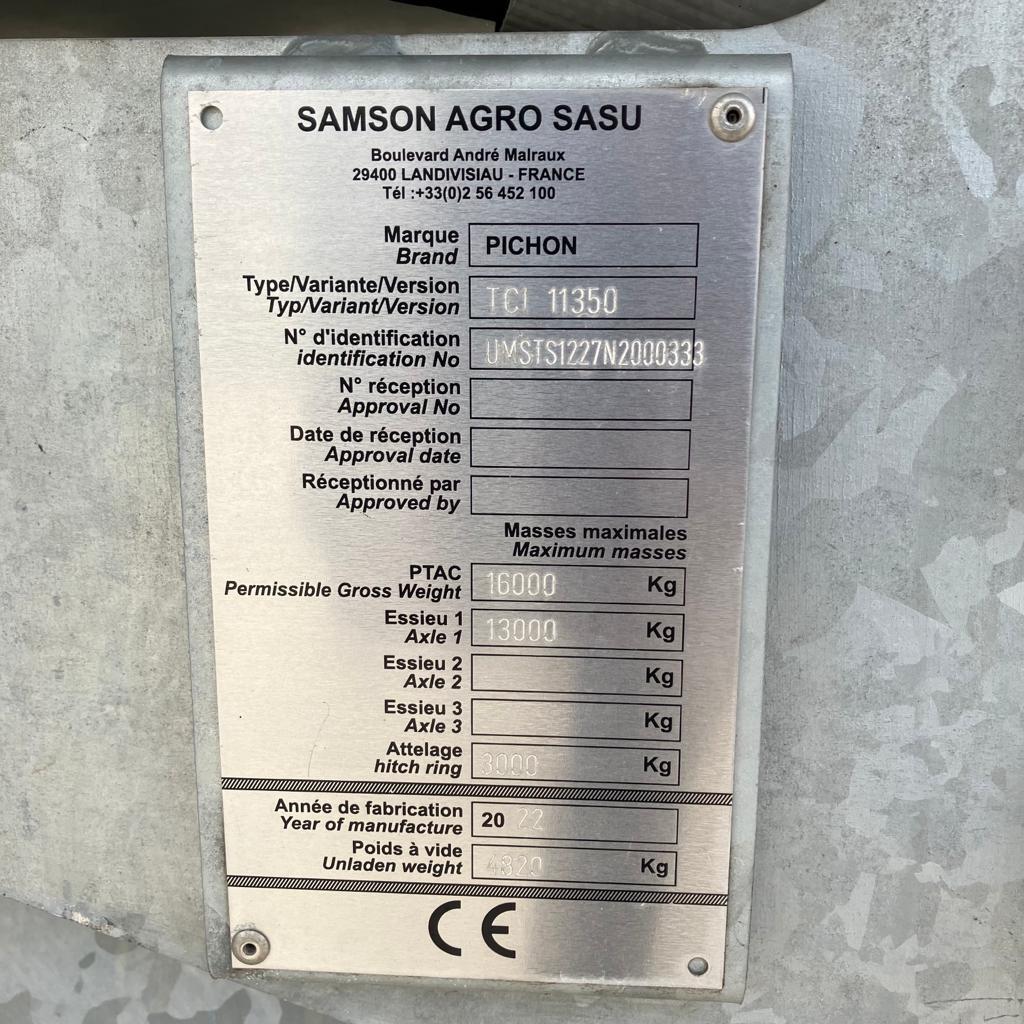 SAMSON AGRO SASU
Boulevard André Malraux
29400 LANDIVISIAU - FRANCE
Tél :+33(0)2 56 452 100
Marque
Brand
PICHON
Type/Variante/Version
Typ/Variant/Version
TCI 11350
N° d'identification
identification No
UMSTS1227N2000333
N° réception
Approval No
Date de réception
Approval date
Réceptionné par
Approved by
Masses maximales
Maximum masses
PTAC
Permissible Gross Weight
16000 Kg
Essieu 1
Axle 1
13000 Kg
Essieu 2
Axle 2
Kg
Essieu 3
Axle 3
Kg
Attelage
hitch ring
3000 Kg
Année de fabrication
Year of manufacture
20 22
Poids à vide
Unladen weight
4820 Kg
CE